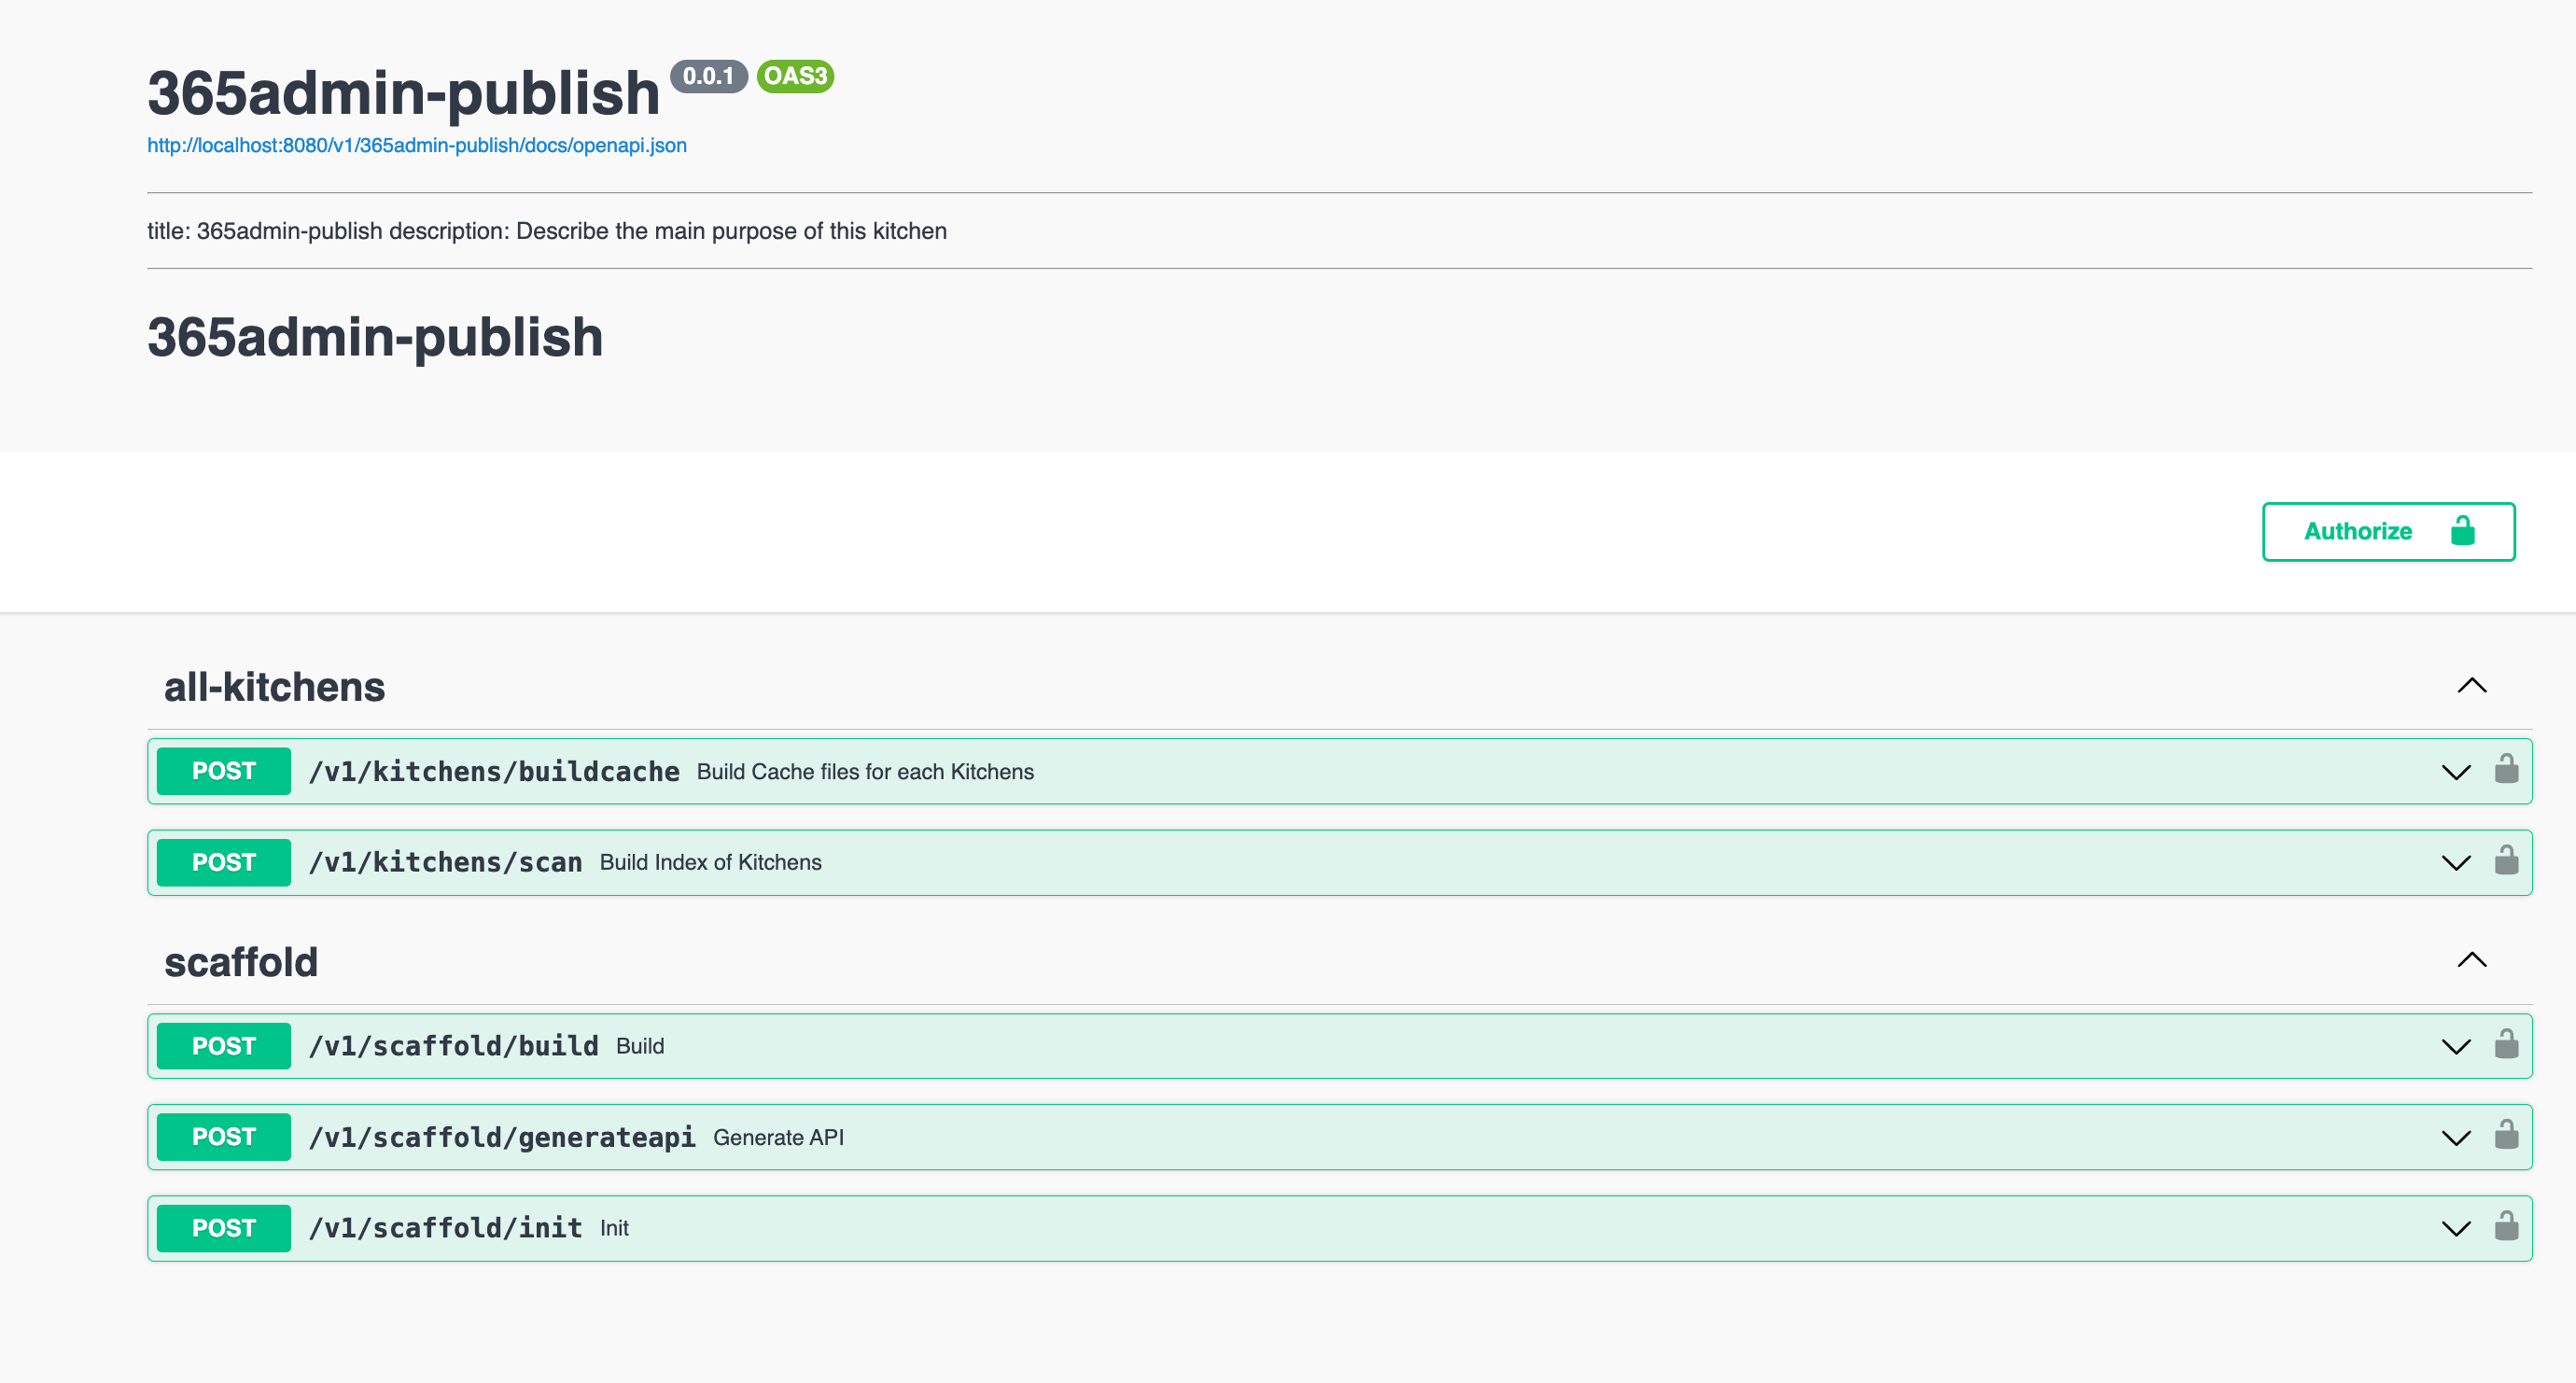 365admin-publish 0.0.1 OAS3
http://localhost:8080/v1/365admin-publish/docs/openapi.json
title: 365admin-publish description: Describe the main purpose of this kitchen
365admin-publish
Authorize
all-kitchens
POST /v1/kitchens/buildcache Build Cache files for each Kitchens
POST /v1/kitchens/scan Build Index of Kitchens
scaffold
POST /v1/scaffold/build Build
POST /v1/scaffold/generateapi Generate API
POST /v1/scaffold/init Init